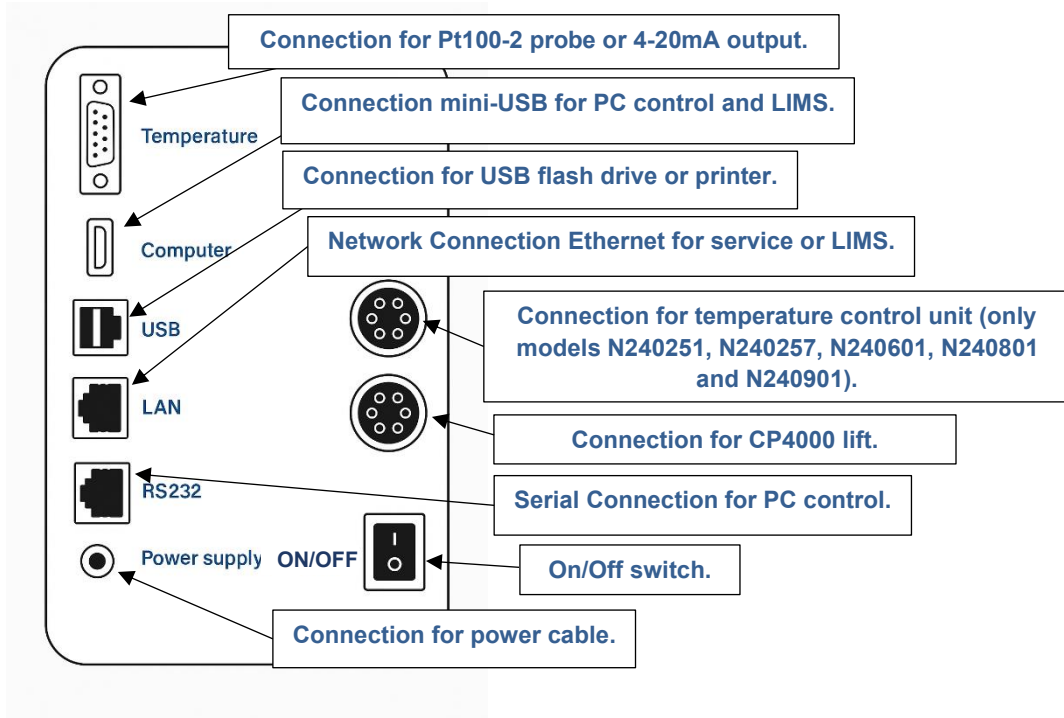 Connection for Pt100-2 probe or 4-20mA output.
Temperature
Connection mini-USB for PC control and LIMS.
Connection for USB flash drive or printer.
Computer
Network Connection Ethernet for service or LIMS.
USB
Connection for temperature control unit (only
models N240251, N240257, N240601, N240801
and N240901).
LAN
Connection for CP4000 lift.
RS232
Serial Connection for PC control.
Power supply
ON/OFF
I
O
On/Off switch.
Connection for power cable.